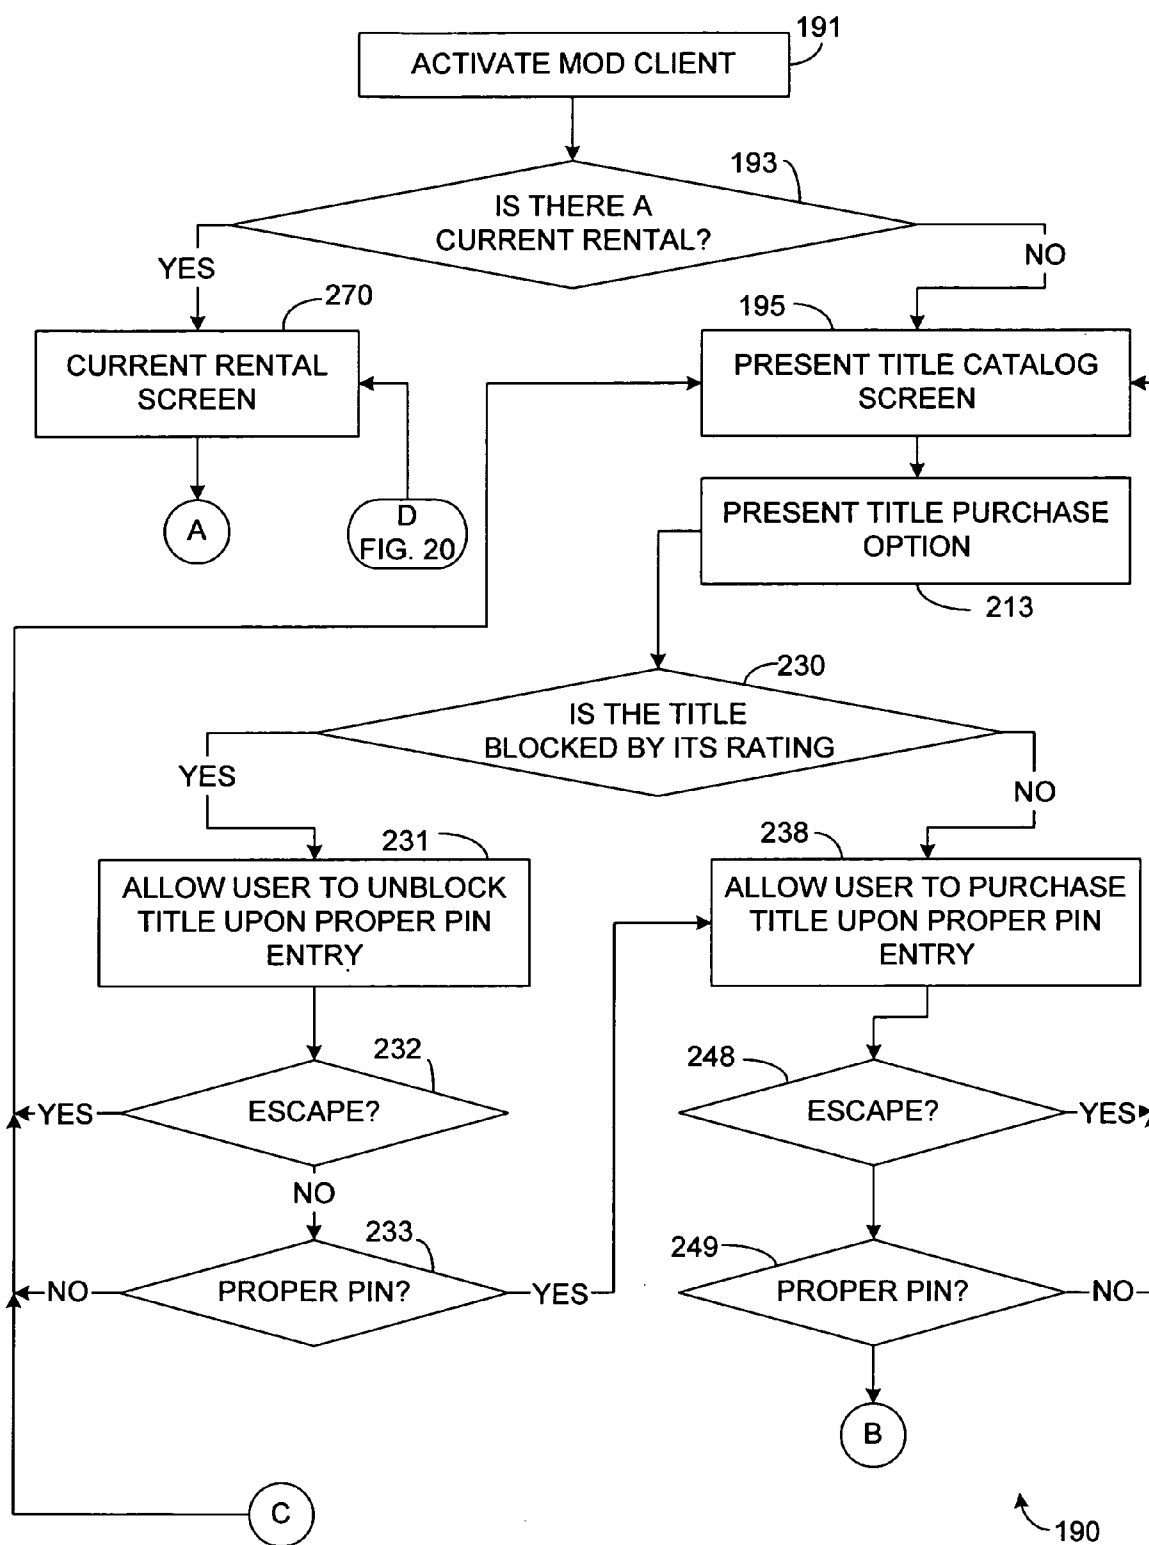 191
ACTIVATE MOD CLIENT
193
IS THERE A
CURRENT RENTAL?
YES
NO
270
195
CURRENT RENTAL
SCREEN
PRESENT TITLE CATALOG
SCREEN
A
D
FIG. 20
PRESENT TITLE PURCHASE
OPTION
213
230
IS THE TITLE
BLOCKED BY ITS RATING
YES
NO
231
238
ALLOW USER TO UNBLOCK
TITLE UPON PROPER PIN
ENTRY
ALLOW USER TO PURCHASE
TITLE UPON PROPER PIN
ENTRY
232
248
YES
ESCAPE?
ESCAPE?
YES
NO
233
249
NO
PROPER PIN?
YES
PROPER PIN?
NO
B
C
190